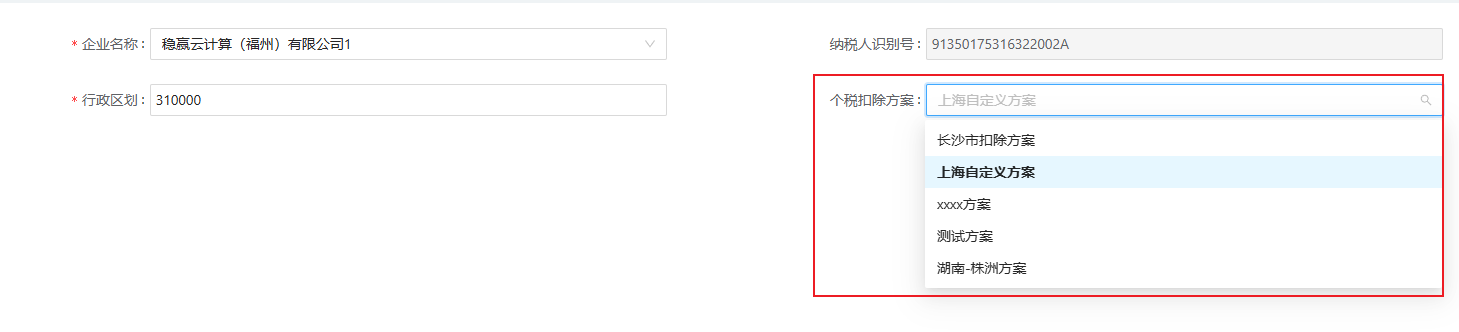 * 企业名称 : 稳赢云计算（福州）有限公司1
纳税人识别号 : 91350175316322002A
* 行政区划 : 310000
个税扣除方案 : 上海自定义方案
长沙市扣除方案
上海自定义方案
xxxx方案
测试方案
湖南-株洲方案